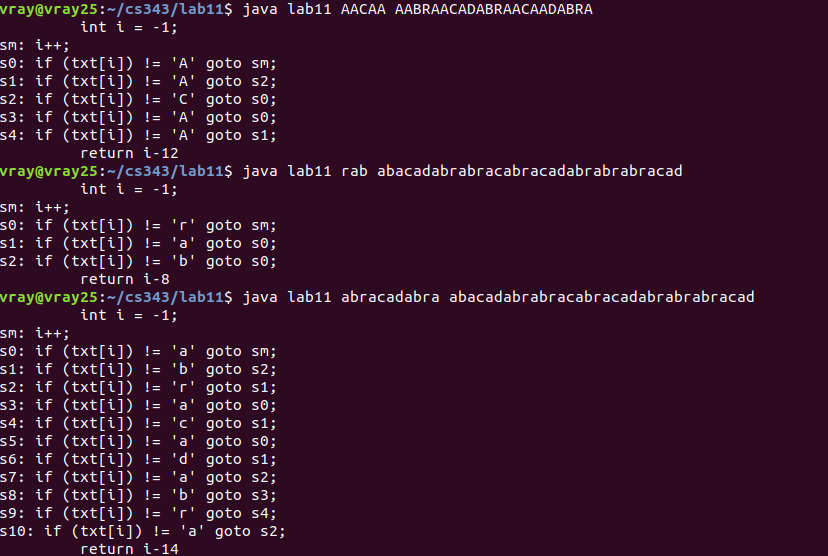 vray@vray25:~/cs343/lab11$ java lab11 AACAA AABRAACADABRAACAADABRA
int i = -1;
sm: i++;
s0: if (txt[i]) != 'A' goto sm;
s1: if (txt[i]) != 'A' goto s2;
s2: if (txt[i]) != 'C' goto s0;
s3: if (txt[i]) != 'A' goto s0;
s4: if (txt[i]) != 'A' goto s1;
return i-12
vray@vray25:~/cs343/lab11$ java lab11 rab abacadabrabracabracadabrabrabracad
int i = -1;
sm: i++;
s0: if (txt[i]) != 'r' goto sm;
s1: if (txt[i]) != 'a' goto s0;
s2: if (txt[i]) != 'b' goto s0;
return i-8
vray@vray25:~/cs343/lab11$ java lab11 abracadabra abacadabrabracabracadabrabrabracad
int i = -1;
sm: i++;
s0: if (txt[i]) != 'a' goto sm;
s1: if (txt[i]) != 'b' goto s2;
s2: if (txt[i]) != 'r' goto s1;
s3: if (txt[i]) != 'a' goto s0;
s4: if (txt[i]) != 'c' goto s1;
s5: if (txt[i]) != 'a' goto s0;
s6: if (txt[i]) != 'd' goto s1;
s7: if (txt[i]) != 'a' goto s2;
s8: if (txt[i]) != 'b' goto s3;
s9: if (txt[i]) != 'r' goto s4;
s10: if (txt[i]) != 'a' goto s2;
return i-14